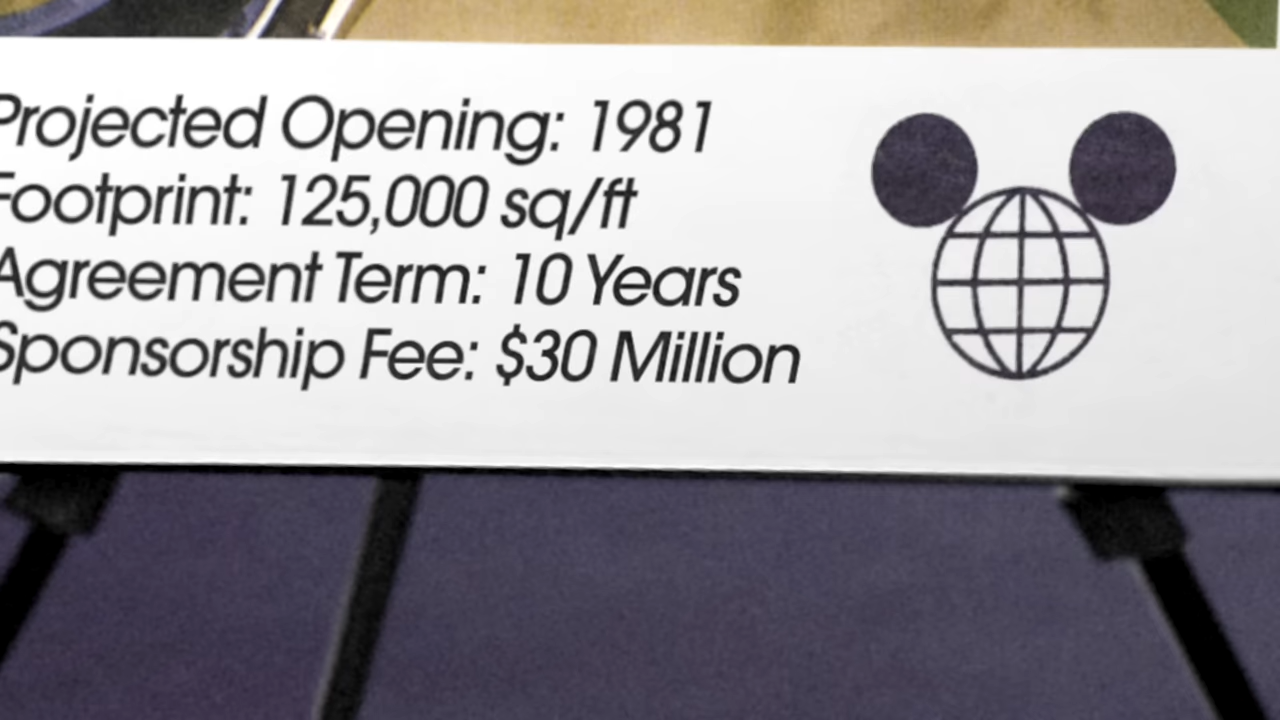 Projected Opening: 1981
Footprint: 125,000 sq/ft
Agreement Term: 10 Years
Sponsorship Fee: $30 Million